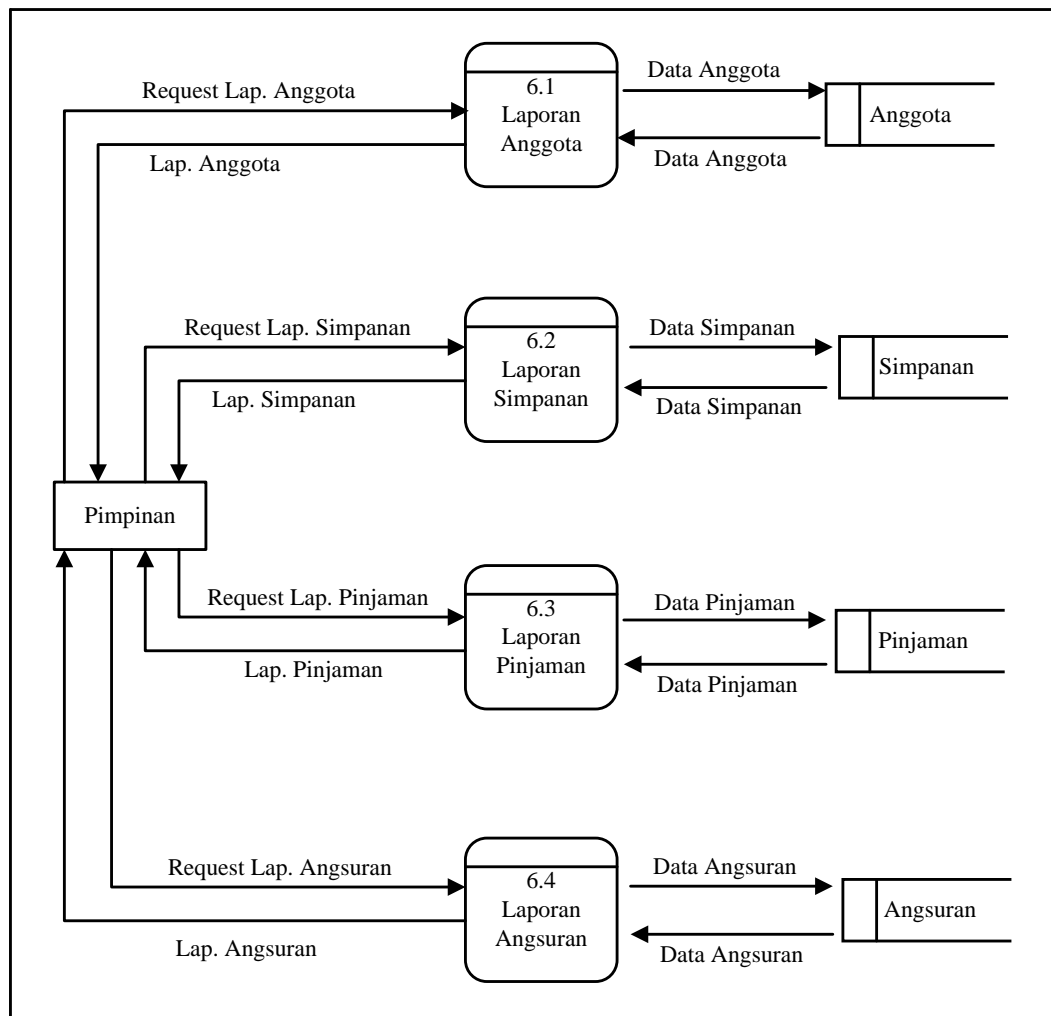 Request Lap. Anggota
Lap. Anggota
6.1
Laporan
Anggota
Data Anggota
Data Anggota
Anggota
Request Lap. Simpanan
Lap. Simpanan
6.2
Laporan
Simpanan
Data Simpanan
Data Simpanan
Simpanan
Pimpinan
Request Lap. Pinjaman
Lap. Pinjaman
6.3
Laporan
Pinjaman
Data Pinjaman
Data Pinjaman
Pinjaman
Request Lap. Angsuran
Lap. Angsuran
6.4
Laporan
Angsuran
Data Angsuran
Data Angsuran
Angsuran